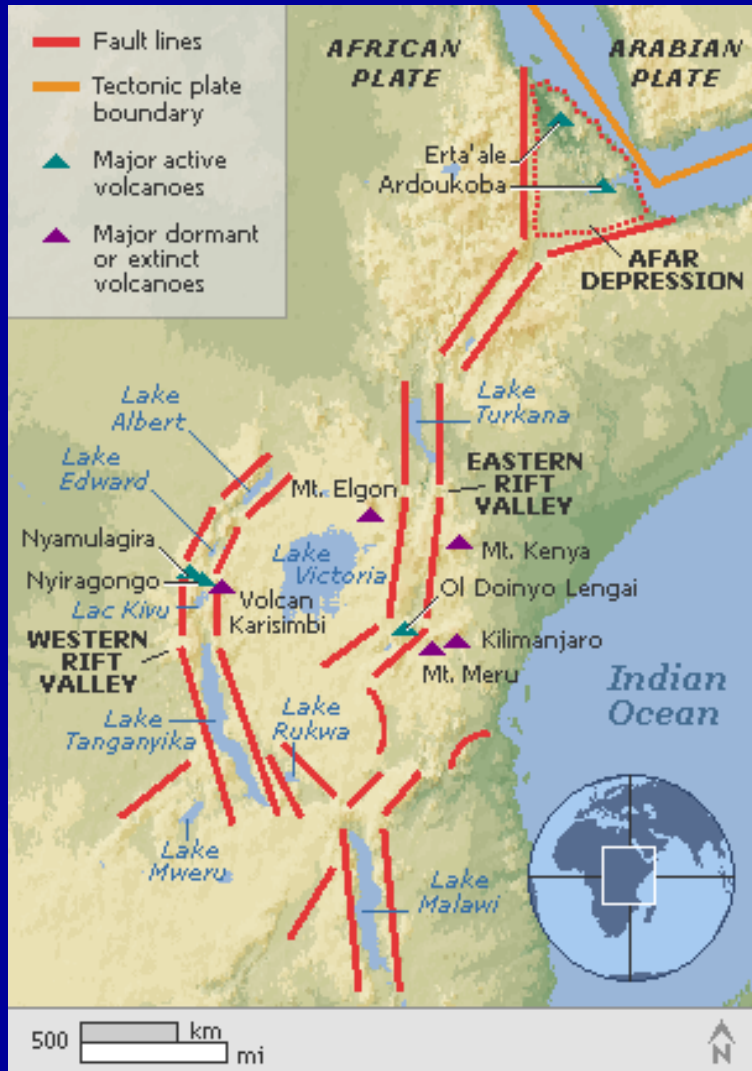 Fault lines
Tectonic plate
boundary
Major active
volcanoes
Major dormant
or extinct
volcanoes
AFRICAN
PLATE
ARABIAN
PLATE
Erta'ale
Ardoukoba
AFAR
DEPRESSION
Lake
Albert
Lake
Turkana
Lake
Edward
EASTERN
RIFT
VALLEY
Mt. Elgon
Nyamulagira
Lake
Victoria
Mt. Kenya
Nyiragongo
Ol Doinyo Lengai
Lac Kivu
Volcan
Karisimbi
WESTERN
RIFT
VALLEY
Kilimanjaro
Mt. Meru
Indian
Ocean
Lake
Tanganyika
Lake
Rukwa
Lake
Mweru
Lake
Malawi
500 km
mi
N